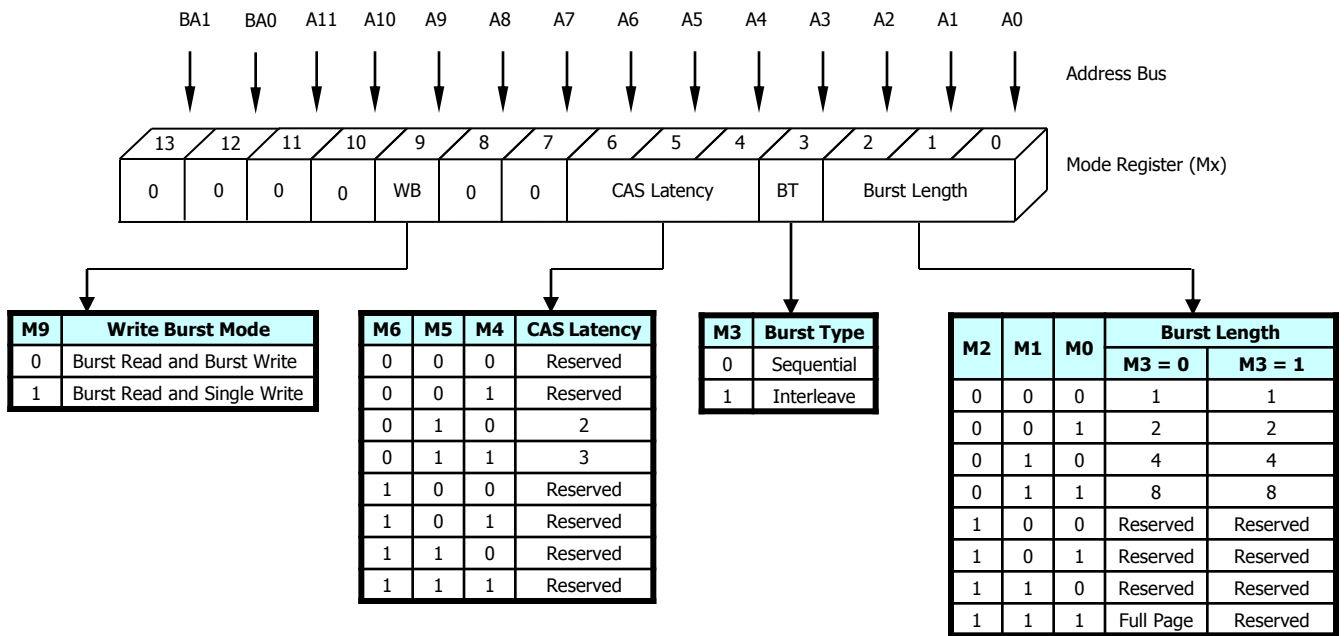 BA1 BA0 A11 A10 A9 A8 A7 A6 A5 A4 A3 A2 A1 A0
Address Bus
13 12 11 10 9 8 7 6 5 4 3 2 1 0
Mode Register (Mx)
0 0 0 0 WB 0 0 CAS Latency BT Burst Length
M9 Write Burst Mode
0 Burst Read and Burst Write
1 Burst Read and Single Write
M6 M5 M4 CAS Latency
0 0 0 Reserved
0 0 1 Reserved
0 1 0 2
0 1 1 3
1 0 0 Reserved
1 0 1 Reserved
1 1 0 Reserved
1 1 1 Reserved
M3 Burst Type
0 Sequential
1 Interleave
M2 M1 M0 Burst Length
M3 = 0 M3 = 1
0 0 0 1 1
0 0 1 2 2
0 1 0 4 4
0 1 1 8 8
1 0 0 Reserved Reserved
1 0 1 Reserved Reserved
1 1 0 Reserved Reserved
1 1 1 Full Page Reserved